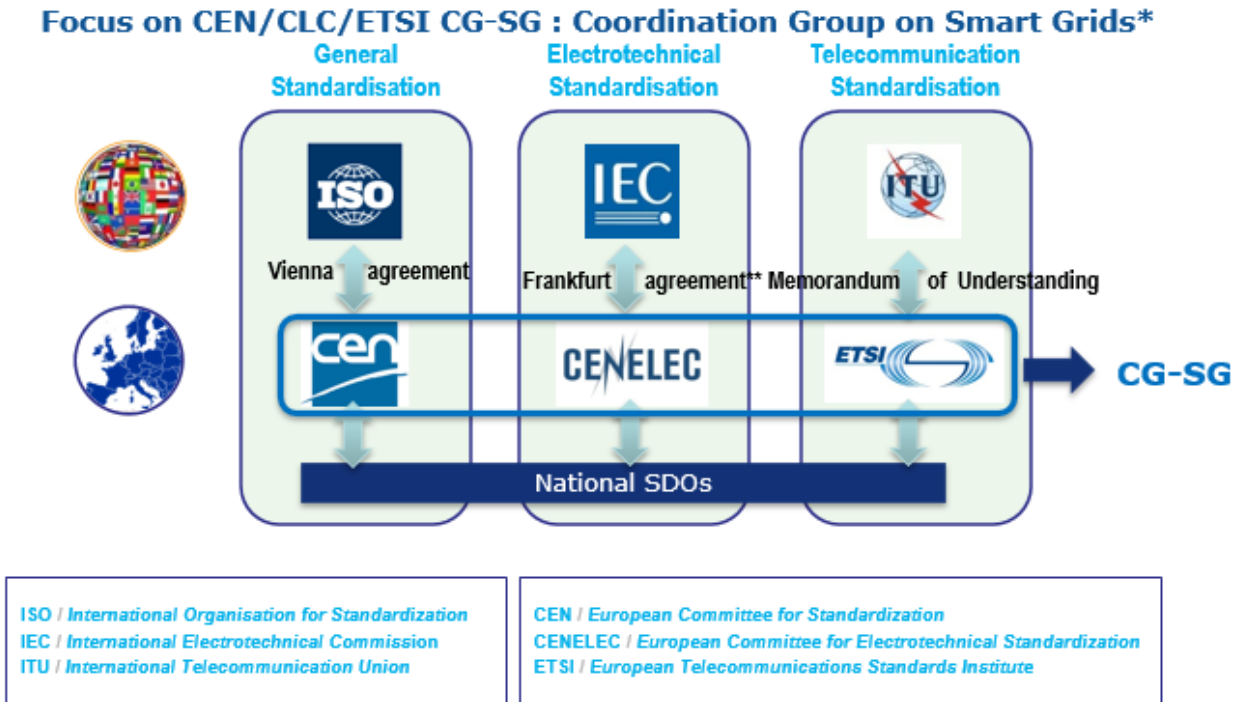 Focus on CEN/CLC/ETSI CG-SG : Coordination Group on Smart Grids*
General
Standardisation
Electrotechnical
Standardisation
Telecommunication
Standardisation
ISO
IEC
ITU
Vienna agreement
Frankfurt agreement**
Memorandum of Understanding
cen
CENELEC
ETSI
CG-SG
National SDOs
ISO / International Organisation for Standardization
IEC / International Electrotechnical Commission
ITU / International Telecommunication Union
CEN / European Committee for Standardization
CENELEC / European Committee for Electrotechnical Standardization
ETSI / European Telecommunications Standards Institute